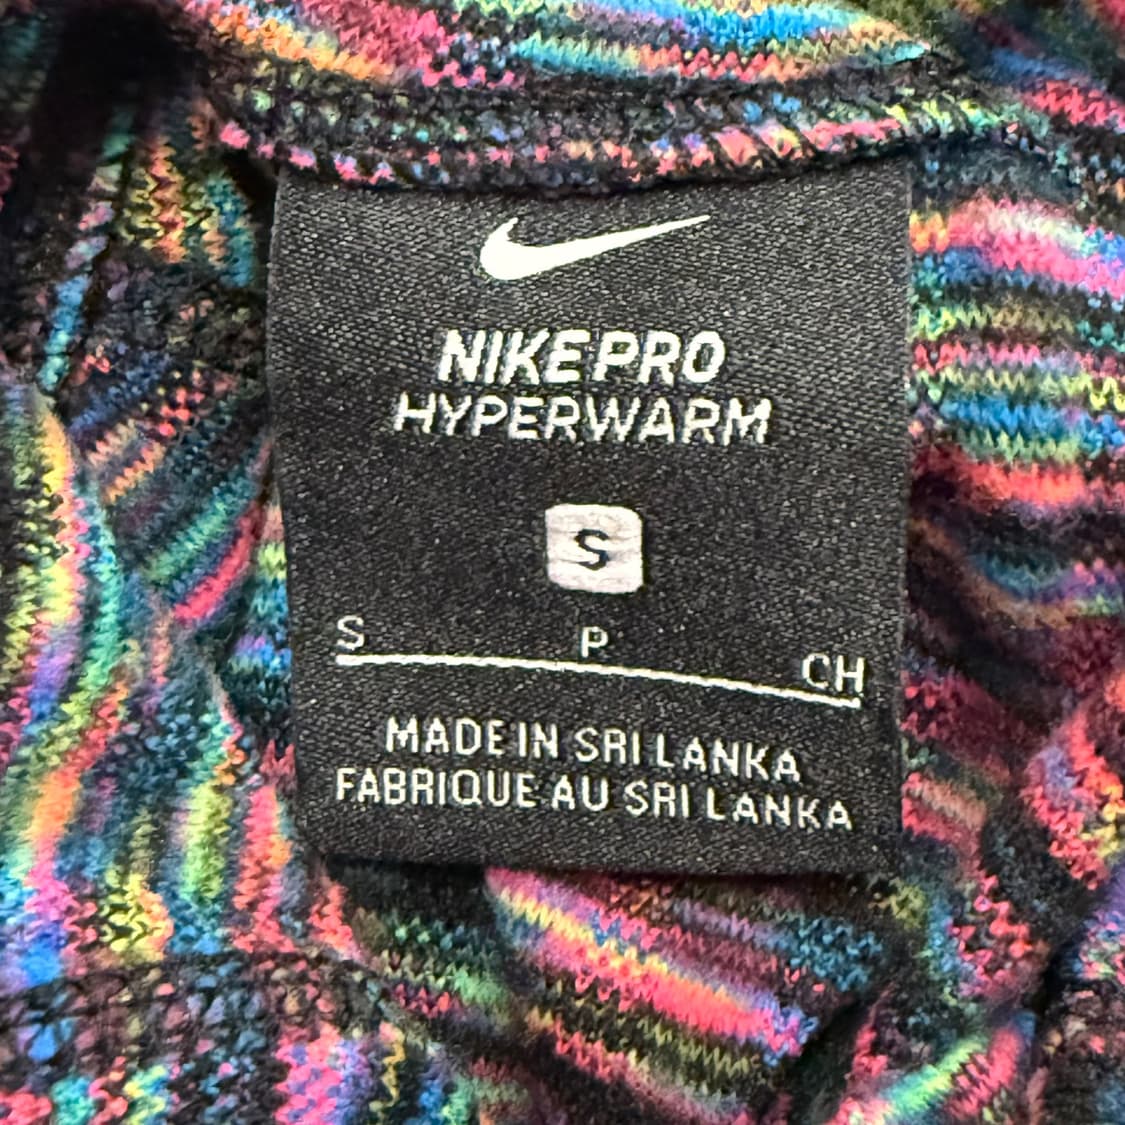 NIKE PRO
HYPERWARM
S
S P CH
MADE IN SRI LANKA
FABRIQUE AU SRI LANKA